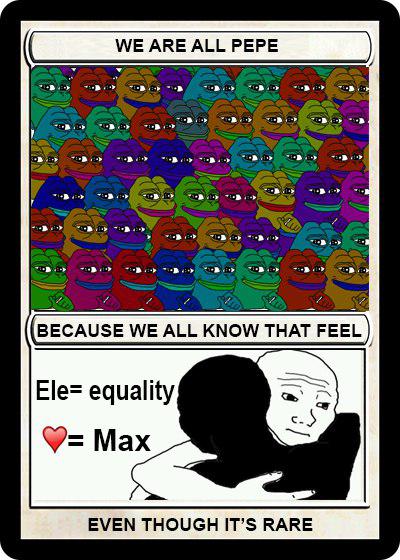 WE ARE ALL PEPE
BECAUSE WE ALL KNOW THAT FEEL
Ele= equality
❤= Max
EVEN THOUGH IT'S RARE